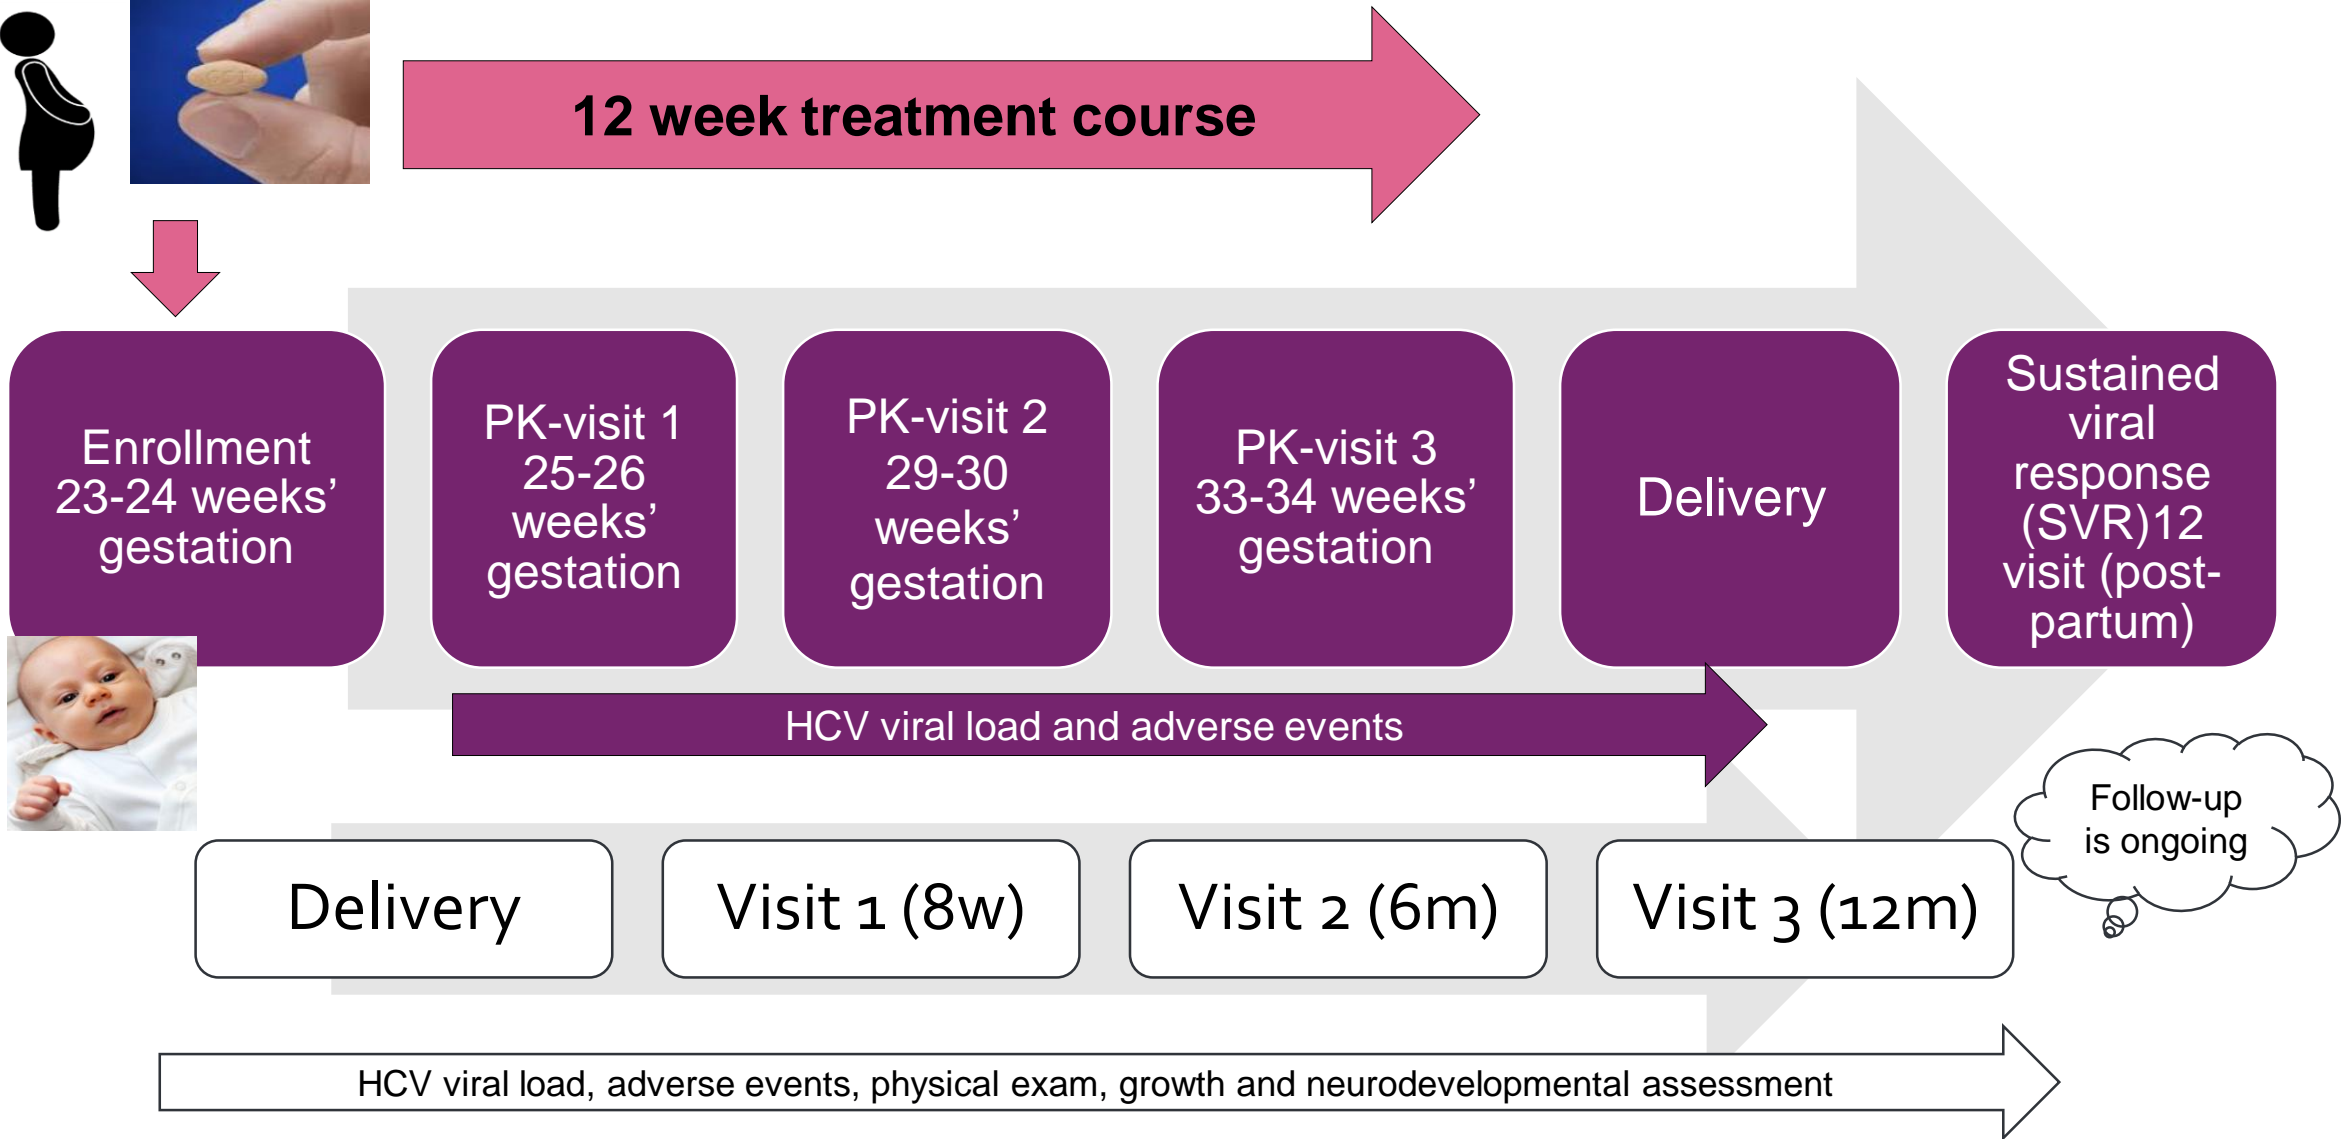 12 week treatment course
Enrollment
23-24 weeks’
gestation
PK-visit 1
25-26
weeks’
gestation
PK-visit 2
29-30
weeks’
gestation
PK-visit 3
33-34 weeks’
gestation
Delivery
Sustained
viral
response
(SVR)12
visit (post-
partum)
HCV viral load and adverse events
Follow-up
is ongoing
Delivery
Visit 1 (8w)
Visit 2 (6m)
Visit 3 (12m)
HCV viral load, adverse events, physical exam, growth and neurodevelopmental assessment